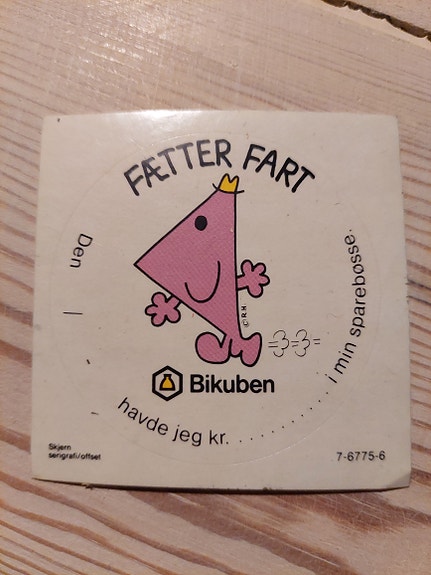 FÆTTER FART
Den / -
havde jeg kr. . . . . . . . . . . . . i min sparebøsse.
© R H
Bikuben
Skjern
serigrafi/offset
7-6775-6